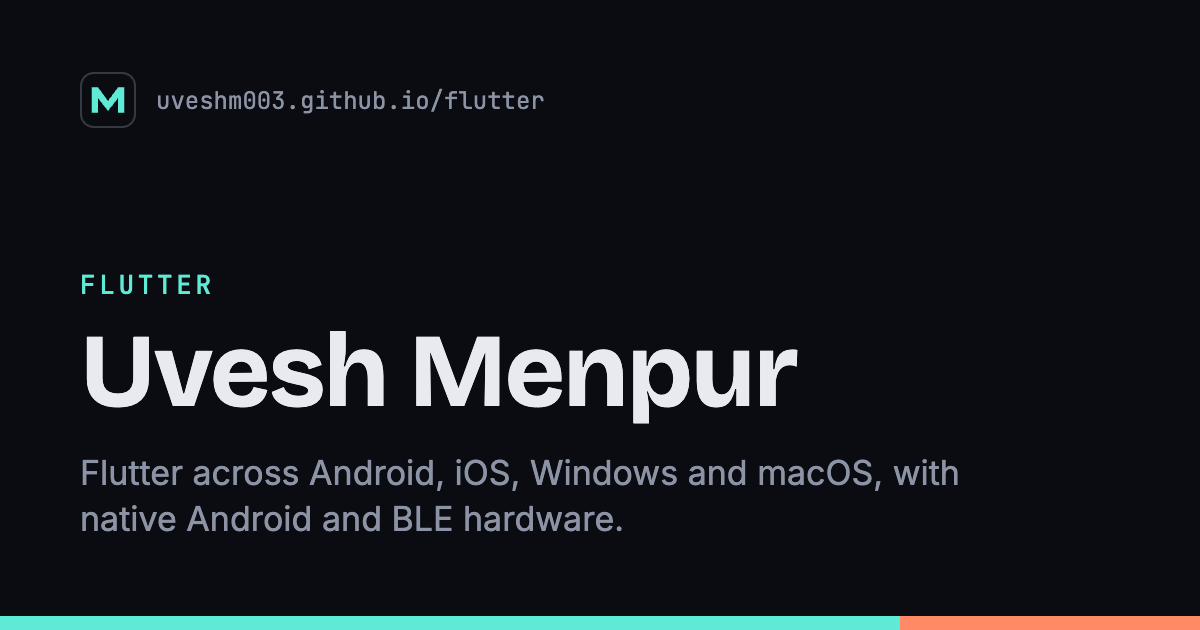 M uveshm003.github.io/flutter
FLUTTER
Uvesh Menpur
Flutter across Android, iOS, Windows and macOS, with
native Android and BLE hardware.